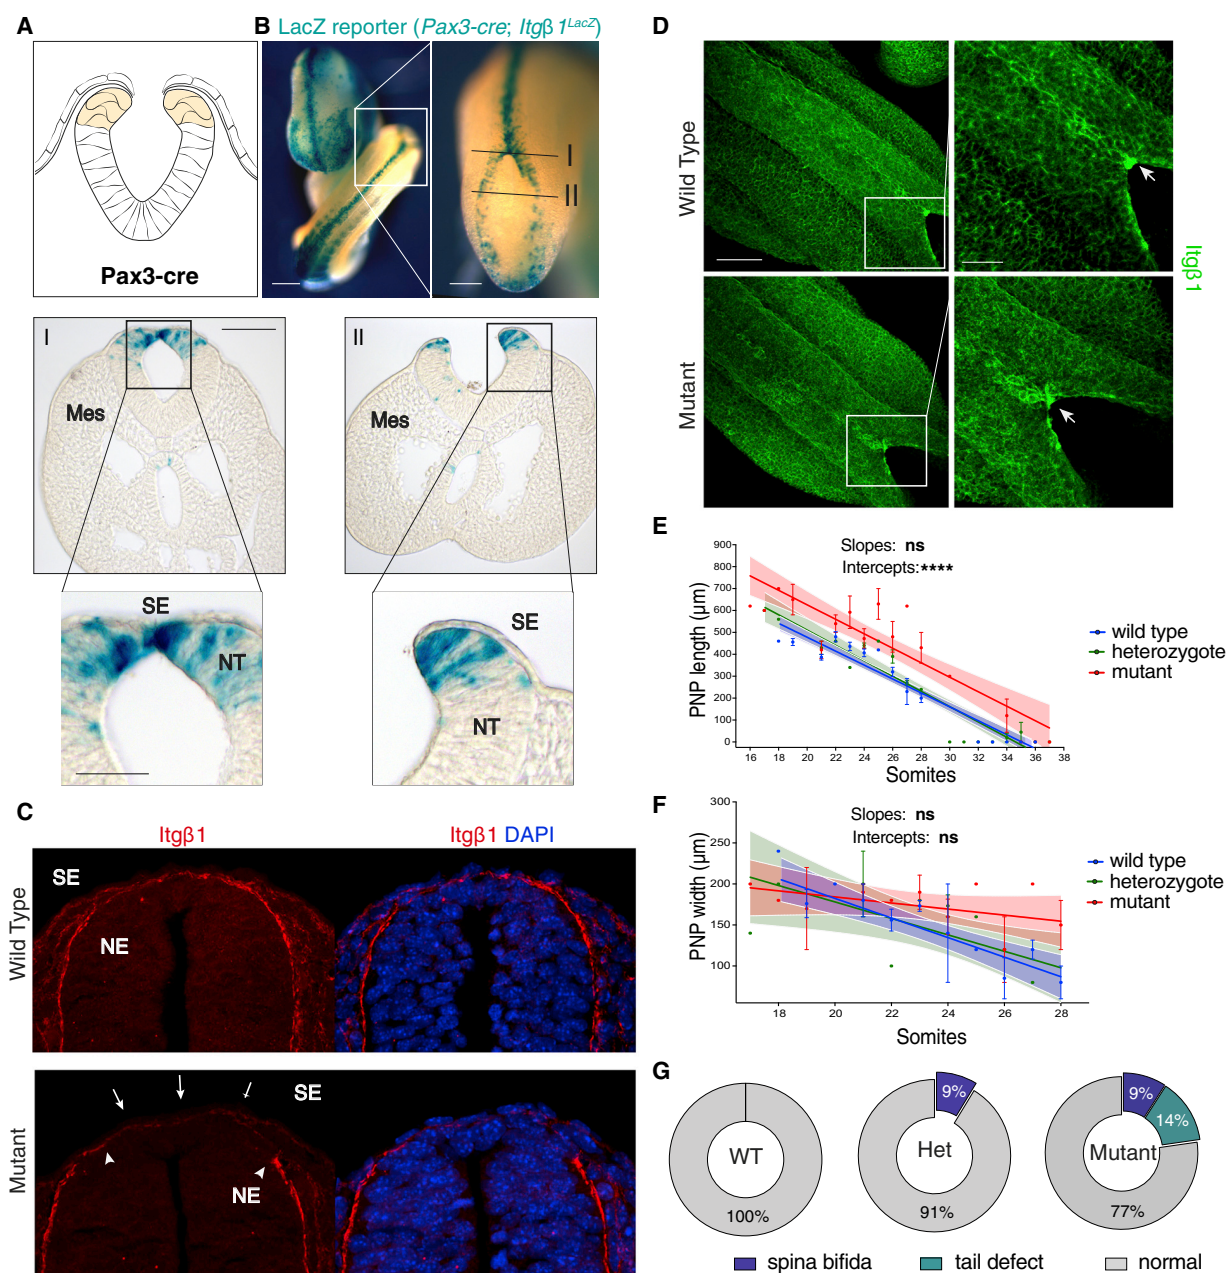 A
B LacZ reporter (Pax3-cre; Itgβ1^LacZ)
Pax3-cre
I
II
I
Mes
II
Mes
SE
NT
SE
NT
C
Itgβ1
Itgβ1 DAPI
Wild Type
SE
NE
Mutant
SE
NE
D
Wild Type
Mutant
Itgβ1
E
Slopes: ns
Intercepts: ****
PNP length (µm)
900
800
700
600
500
400
300
200
100
0
16 18 20 22 24 26 28 30 32 34 36 38
Somites
wild type
heterozygote
mutant
F
Slopes: ns
Intercepts: ns
PNP width (µm)
300
250
200
150
100
18 20 22 24 26 28
Somites
wild type
heterozygote
mutant
G
WT
100%
9%
Het
91%
9%
14%
Mutant
77%
spina bifida
tail defect
normal